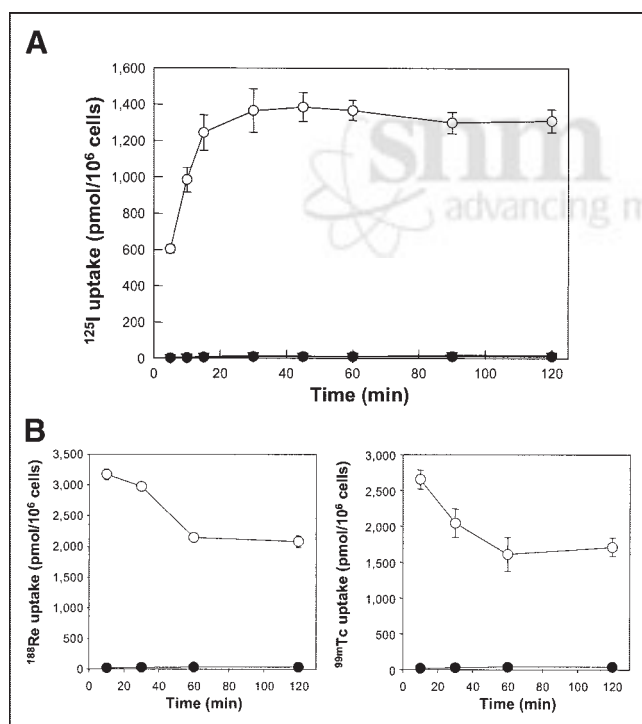 A
1,600
1,400
1,200
1,000
800
600
400
200
0
¹²⁵I uptake (pmol/10⁶ cells)
0 20 40 60 80 100 120
Time (min)
snm
advancing m
B
3,500
3,000
2,500
2,000
1,500
1,000
500
0
¹⁸⁸Re uptake (pmol/10⁶ cells)
0 20 40 60 80 100 120
Time (min)
3,000
2,500
2,000
1,500
1,000
500
0
⁹⁹ᵐTc uptake (pmol/10⁶ cells)
0 20 40 60 80 100 120
Time (min)